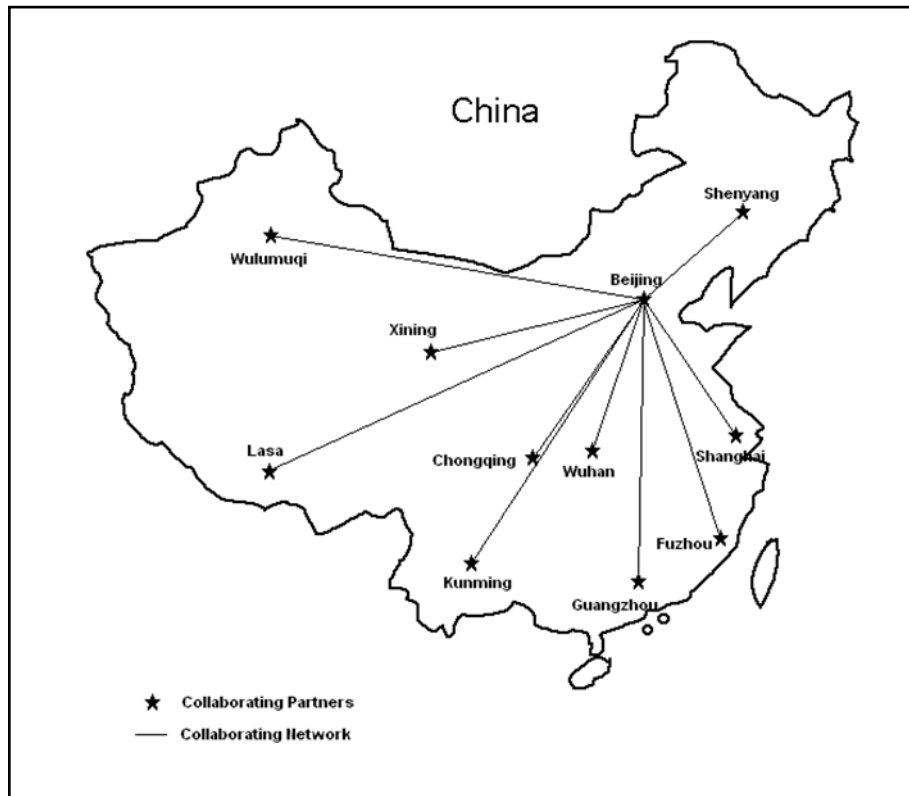 China
Shenyang
Wulumuqi
Beijing
Xining
Lasa
Chongqing
Wuhan
Shanghai
Fuzhou
Kunming
Guangzhou
Collaborating Partners
Collaborating Network